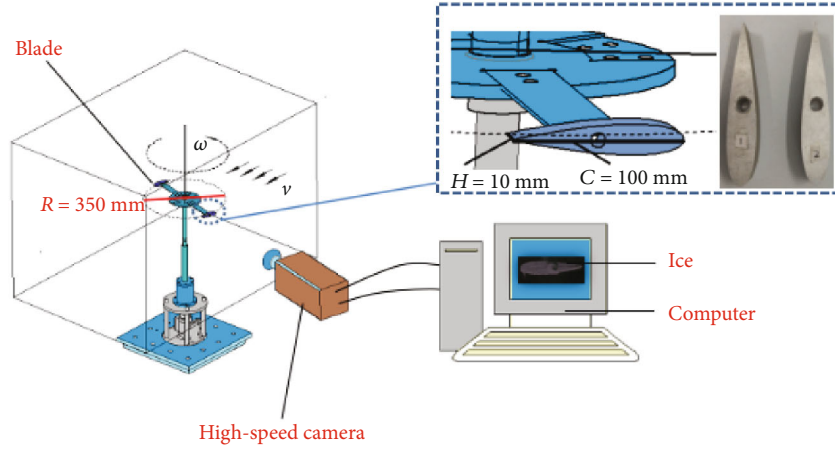 Blade
ω
v
R = 350 mm
H = 10 mm
C = 100 mm
Ice
Computer
High-speed camera